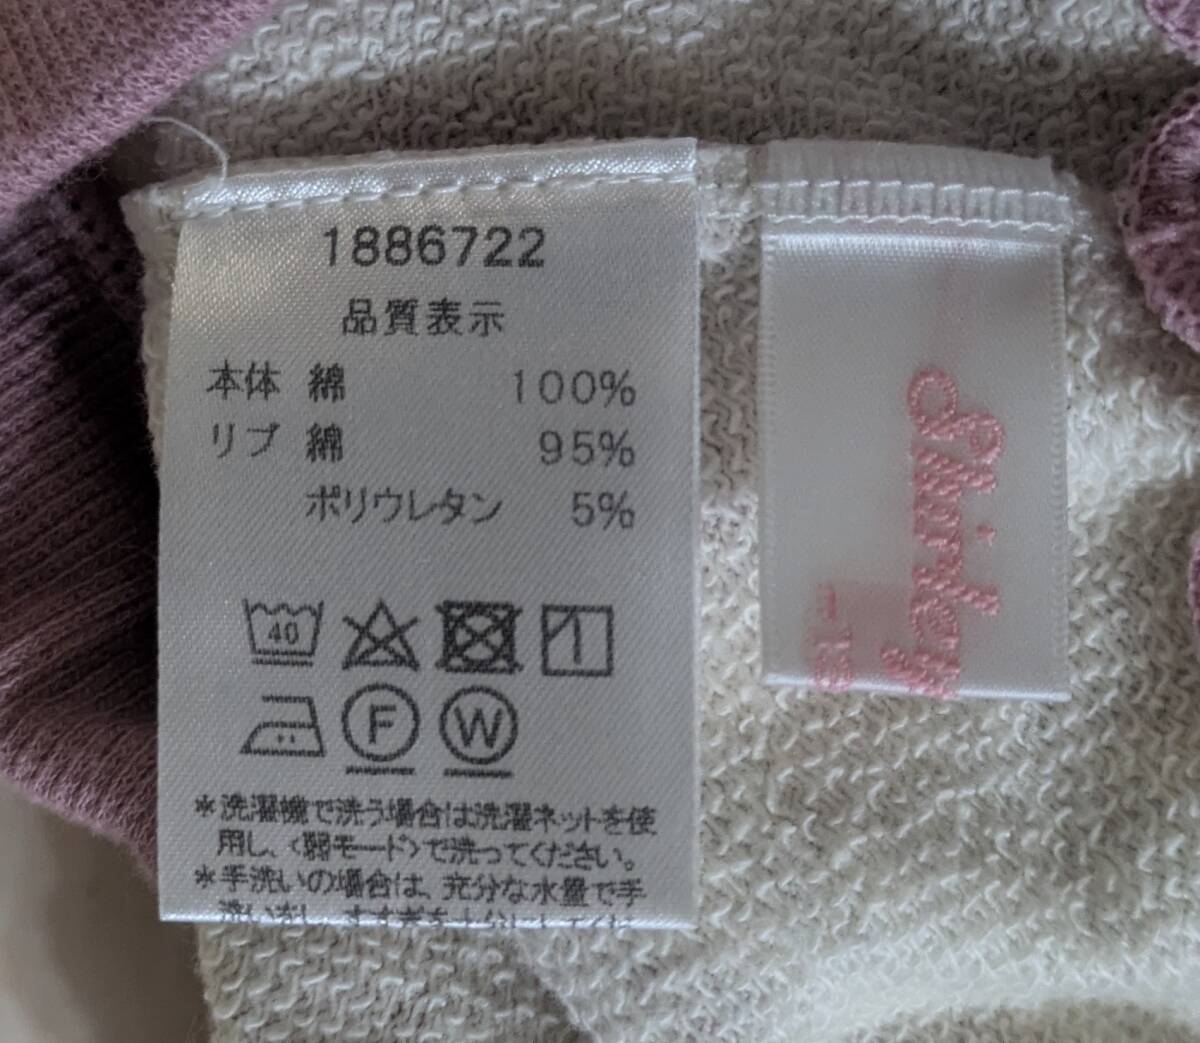 1886722
品質表示
本体 綿 100%
リブ 綿 95%
ポリウレタン 5%
40
F W
*洗濯機で洗う場合は洗濯ネットを使
用し、〈弱モード〉で洗ってください。
*手洗いの場合は、充分な水量で手
Shirley